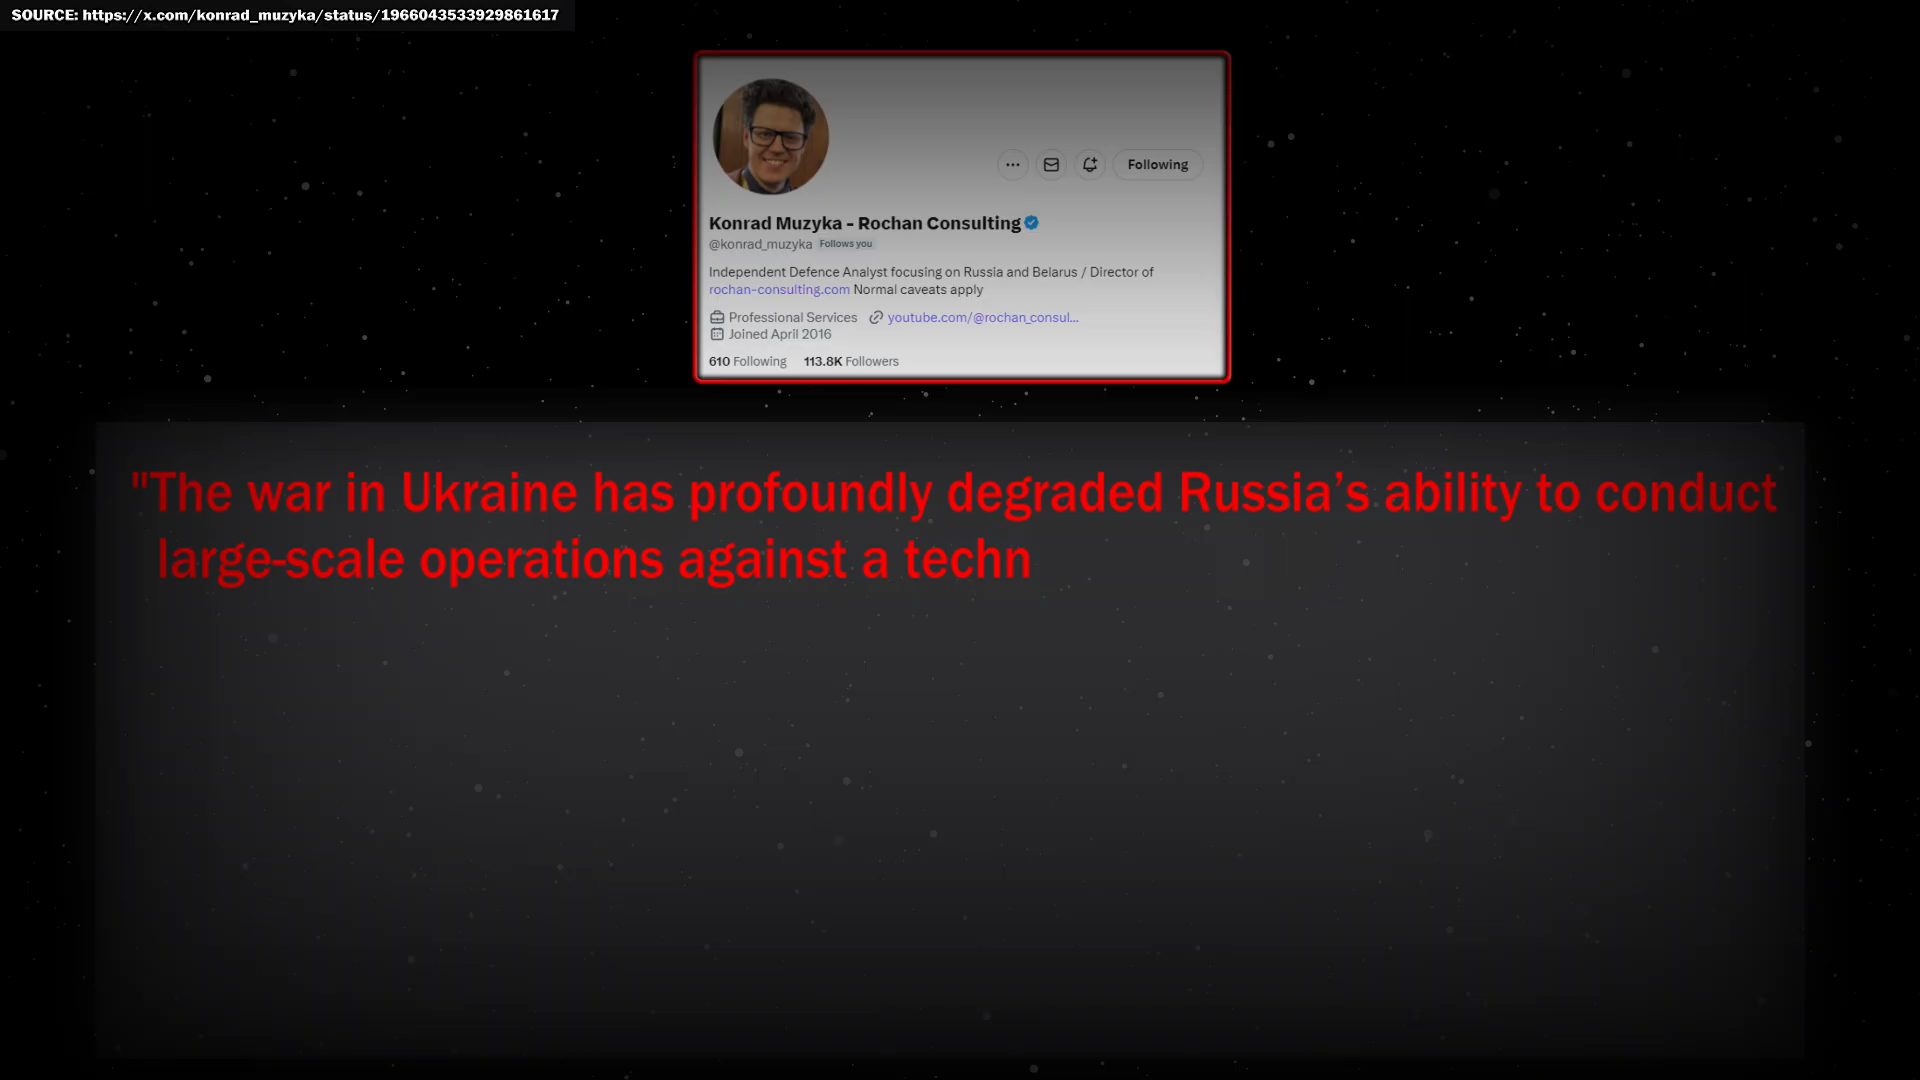 SOURCE: https://x.com/konrad_muzyka/status/1966043533929861617
Following
Konrad Muzyka - Rochan Consulting
@konrad_muzyka Follows you
Independent Defence Analyst focusing on Russia and Belarus / Director of
rochan-consulting.com Normal caveats apply
Professional Services youtube.com/@rochan_consul...
Joined April 2016
610 Following 113.8K Followers
"The war in Ukraine has profoundly degraded Russia’s ability to conduct
large-scale operations against a techn